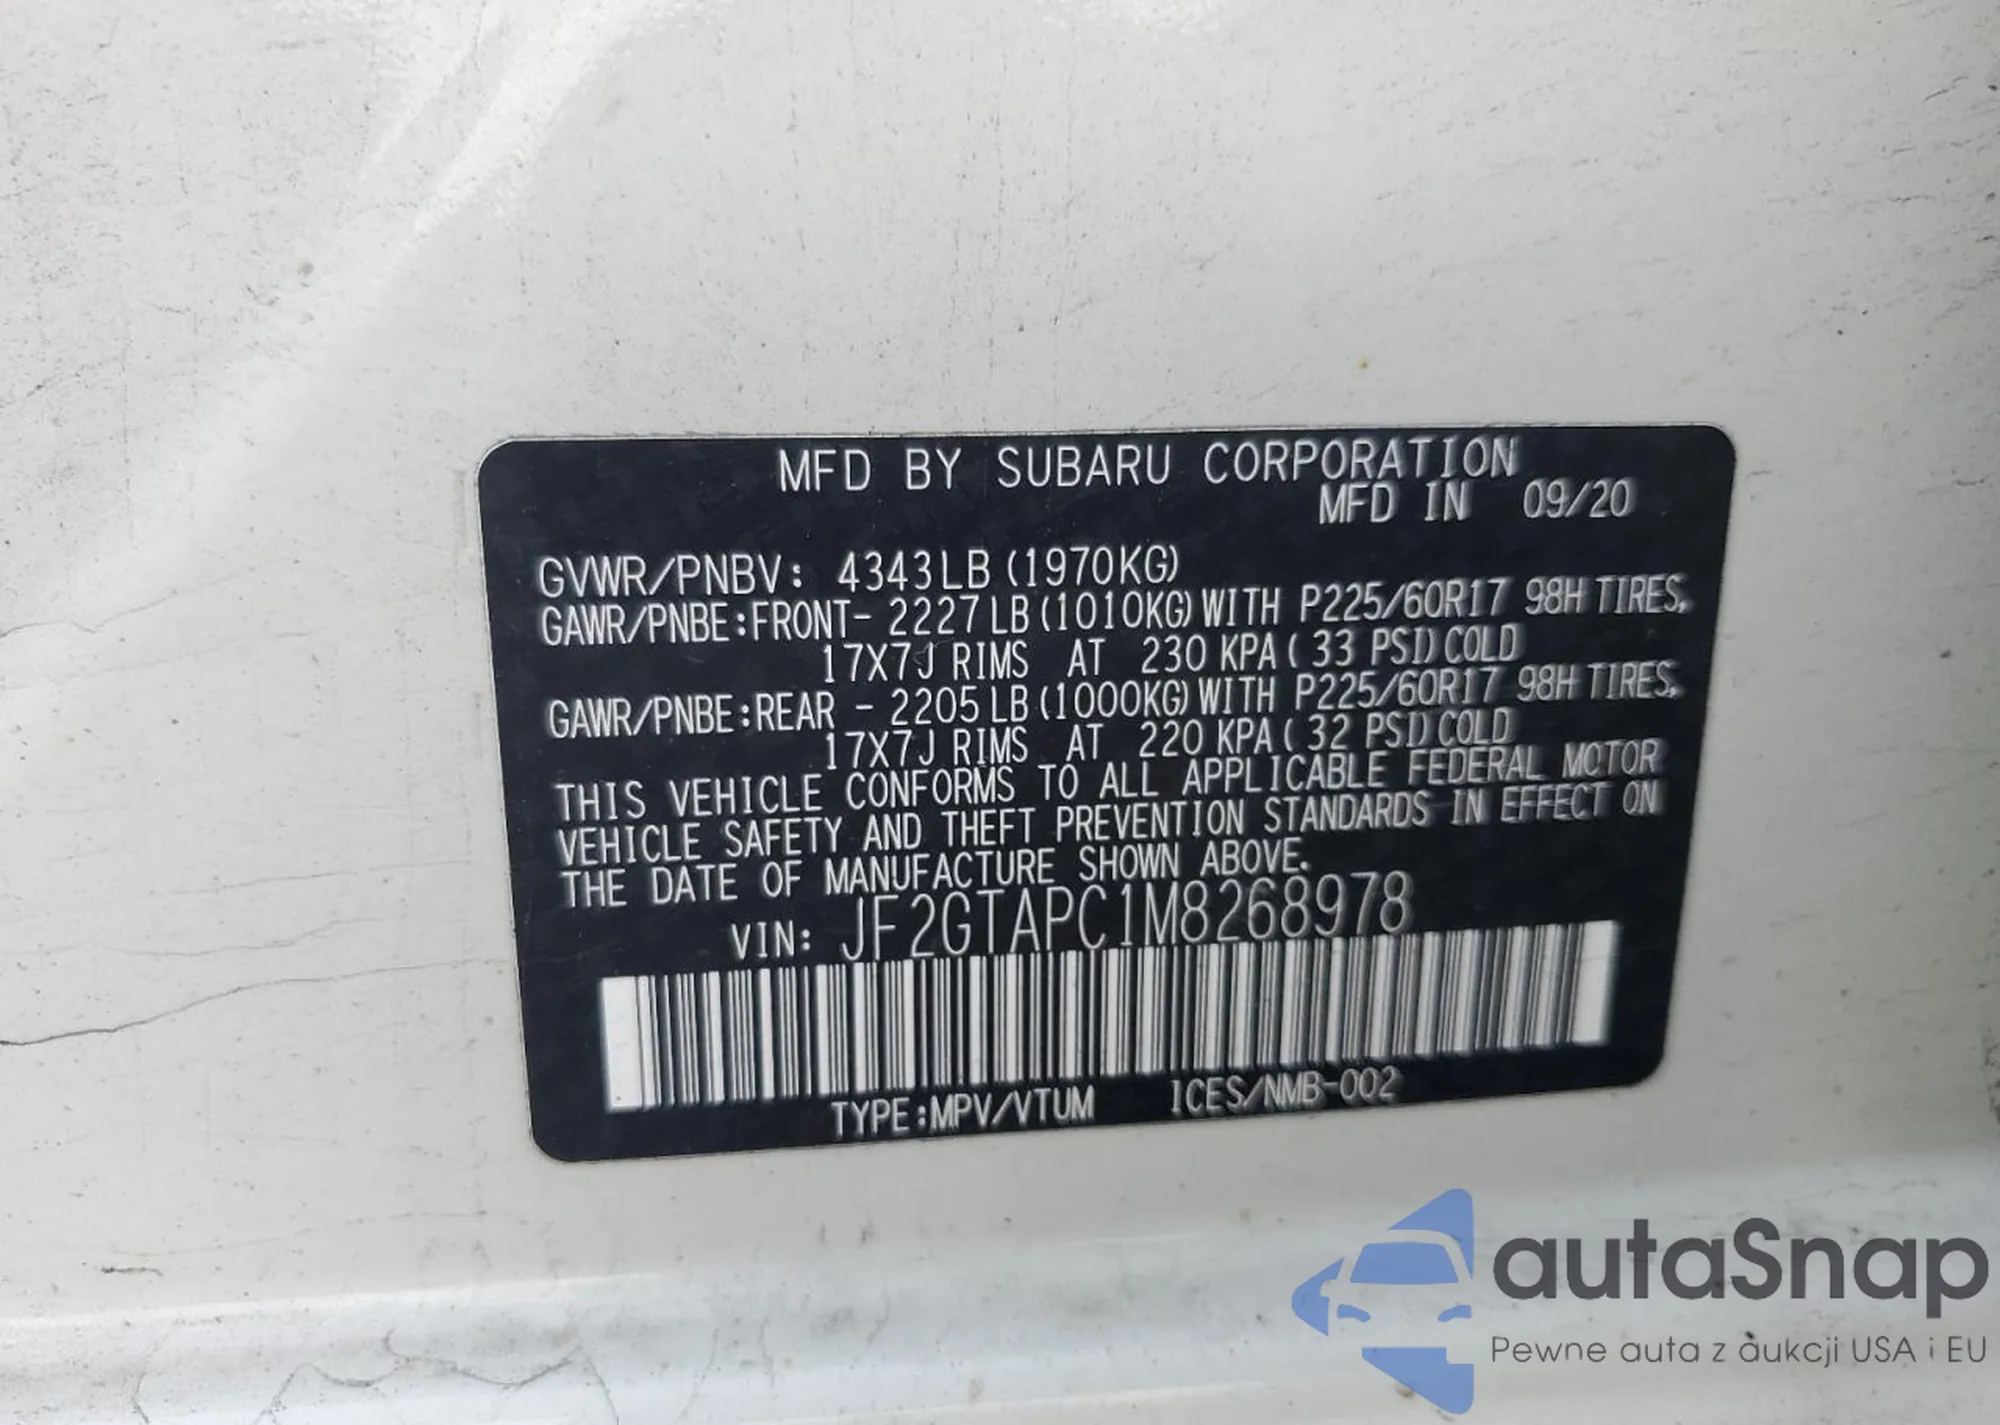 MFD BY SUBARU CORPORATION
MFD IN 09/20
GVWR/PNBV: 4343LB (1970KG)
GAWR/PNBE:FRONT- 2227 LB (1010KG) WITH P225/60R17 98H TIRES,
17X7J RIMS AT 230 KPA ( 33 PSI) COLD
GAWR/PNBE:REAR - 2205 LB (1000KG) WITH P225/60R17 98H TIRES,
17X7J RIMS AT 220 KPA ( 32 PSI) COLD
THIS VEHICLE CONFORMS TO ALL APPLICABLE FEDERAL MOTOR
VEHICLE SAFETY AND THEFT PREVENTION STANDARDS IN EFFECT ON
THE DATE OF MANUFACTURE SHOWN ABOVE.
VIN: JF2GTAPC1M8268978
TYPE:MPV/VTUM ICES/NMB-002
autaSnap
Pewne auta z aukcji USA i EU